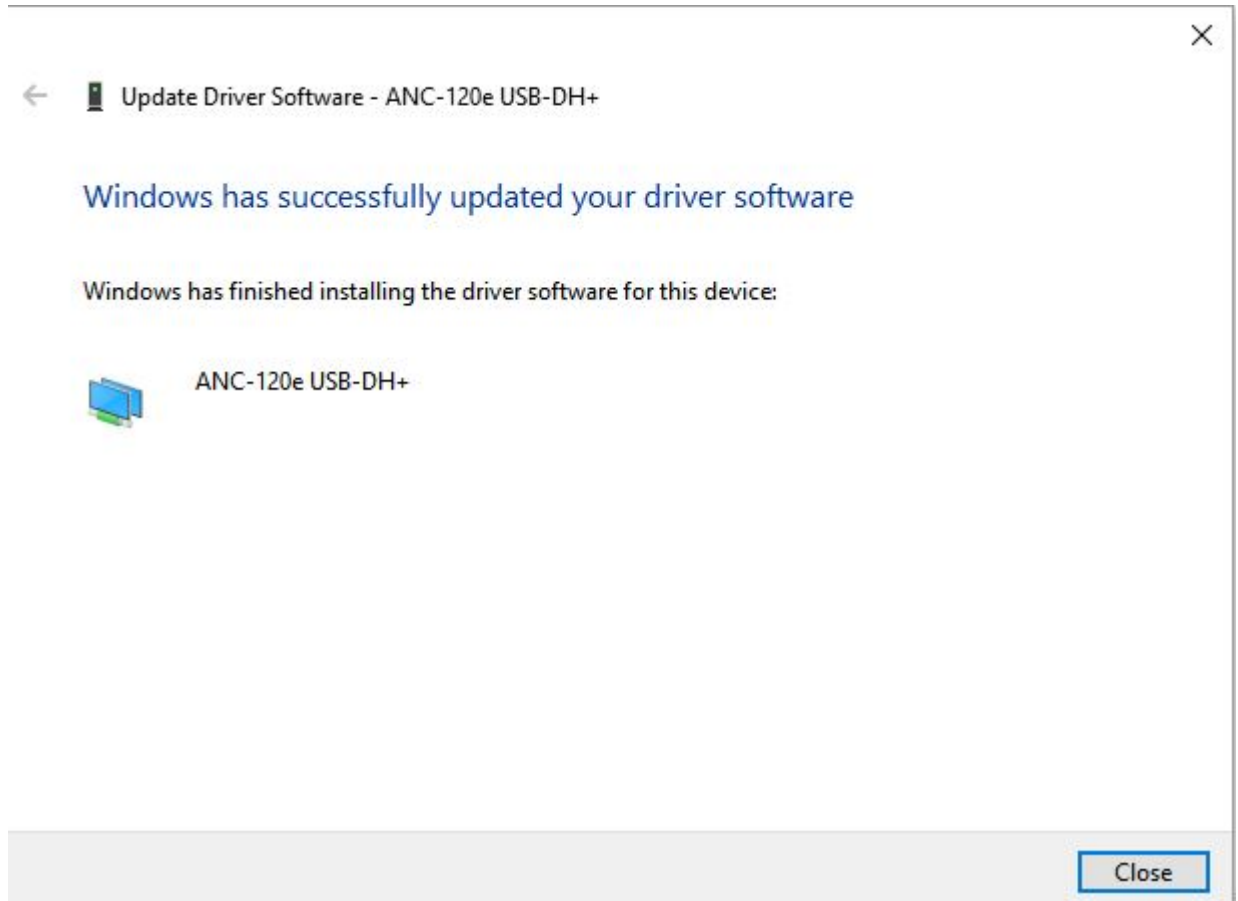 Update Driver Software - ANC-120e USB-DH+
Windows has successfully updated your driver software
Windows has finished installing the driver software for this device:
ANC-120e USB-DH+
Close